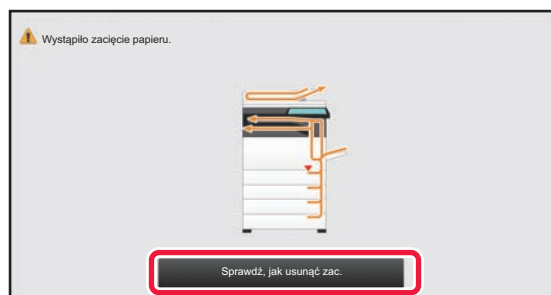 Wystąpiło zacięcie papieru.
Sprawdź, jak usunąć zac.